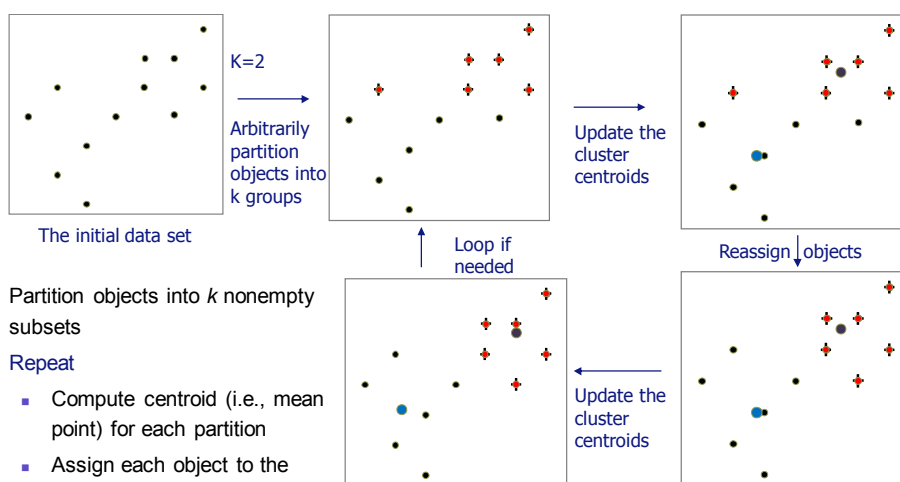 K=2
Arbitrarily
partition
objects into
k groups
Update the
cluster
centroids
The initial data set
Loop if
needed
Reassign objects
Partition objects into k nonempty
subsets
Repeat
▪ Compute centroid (i.e., mean
point) for each partition
▪ Assign each object to the
Update the
cluster
centroids